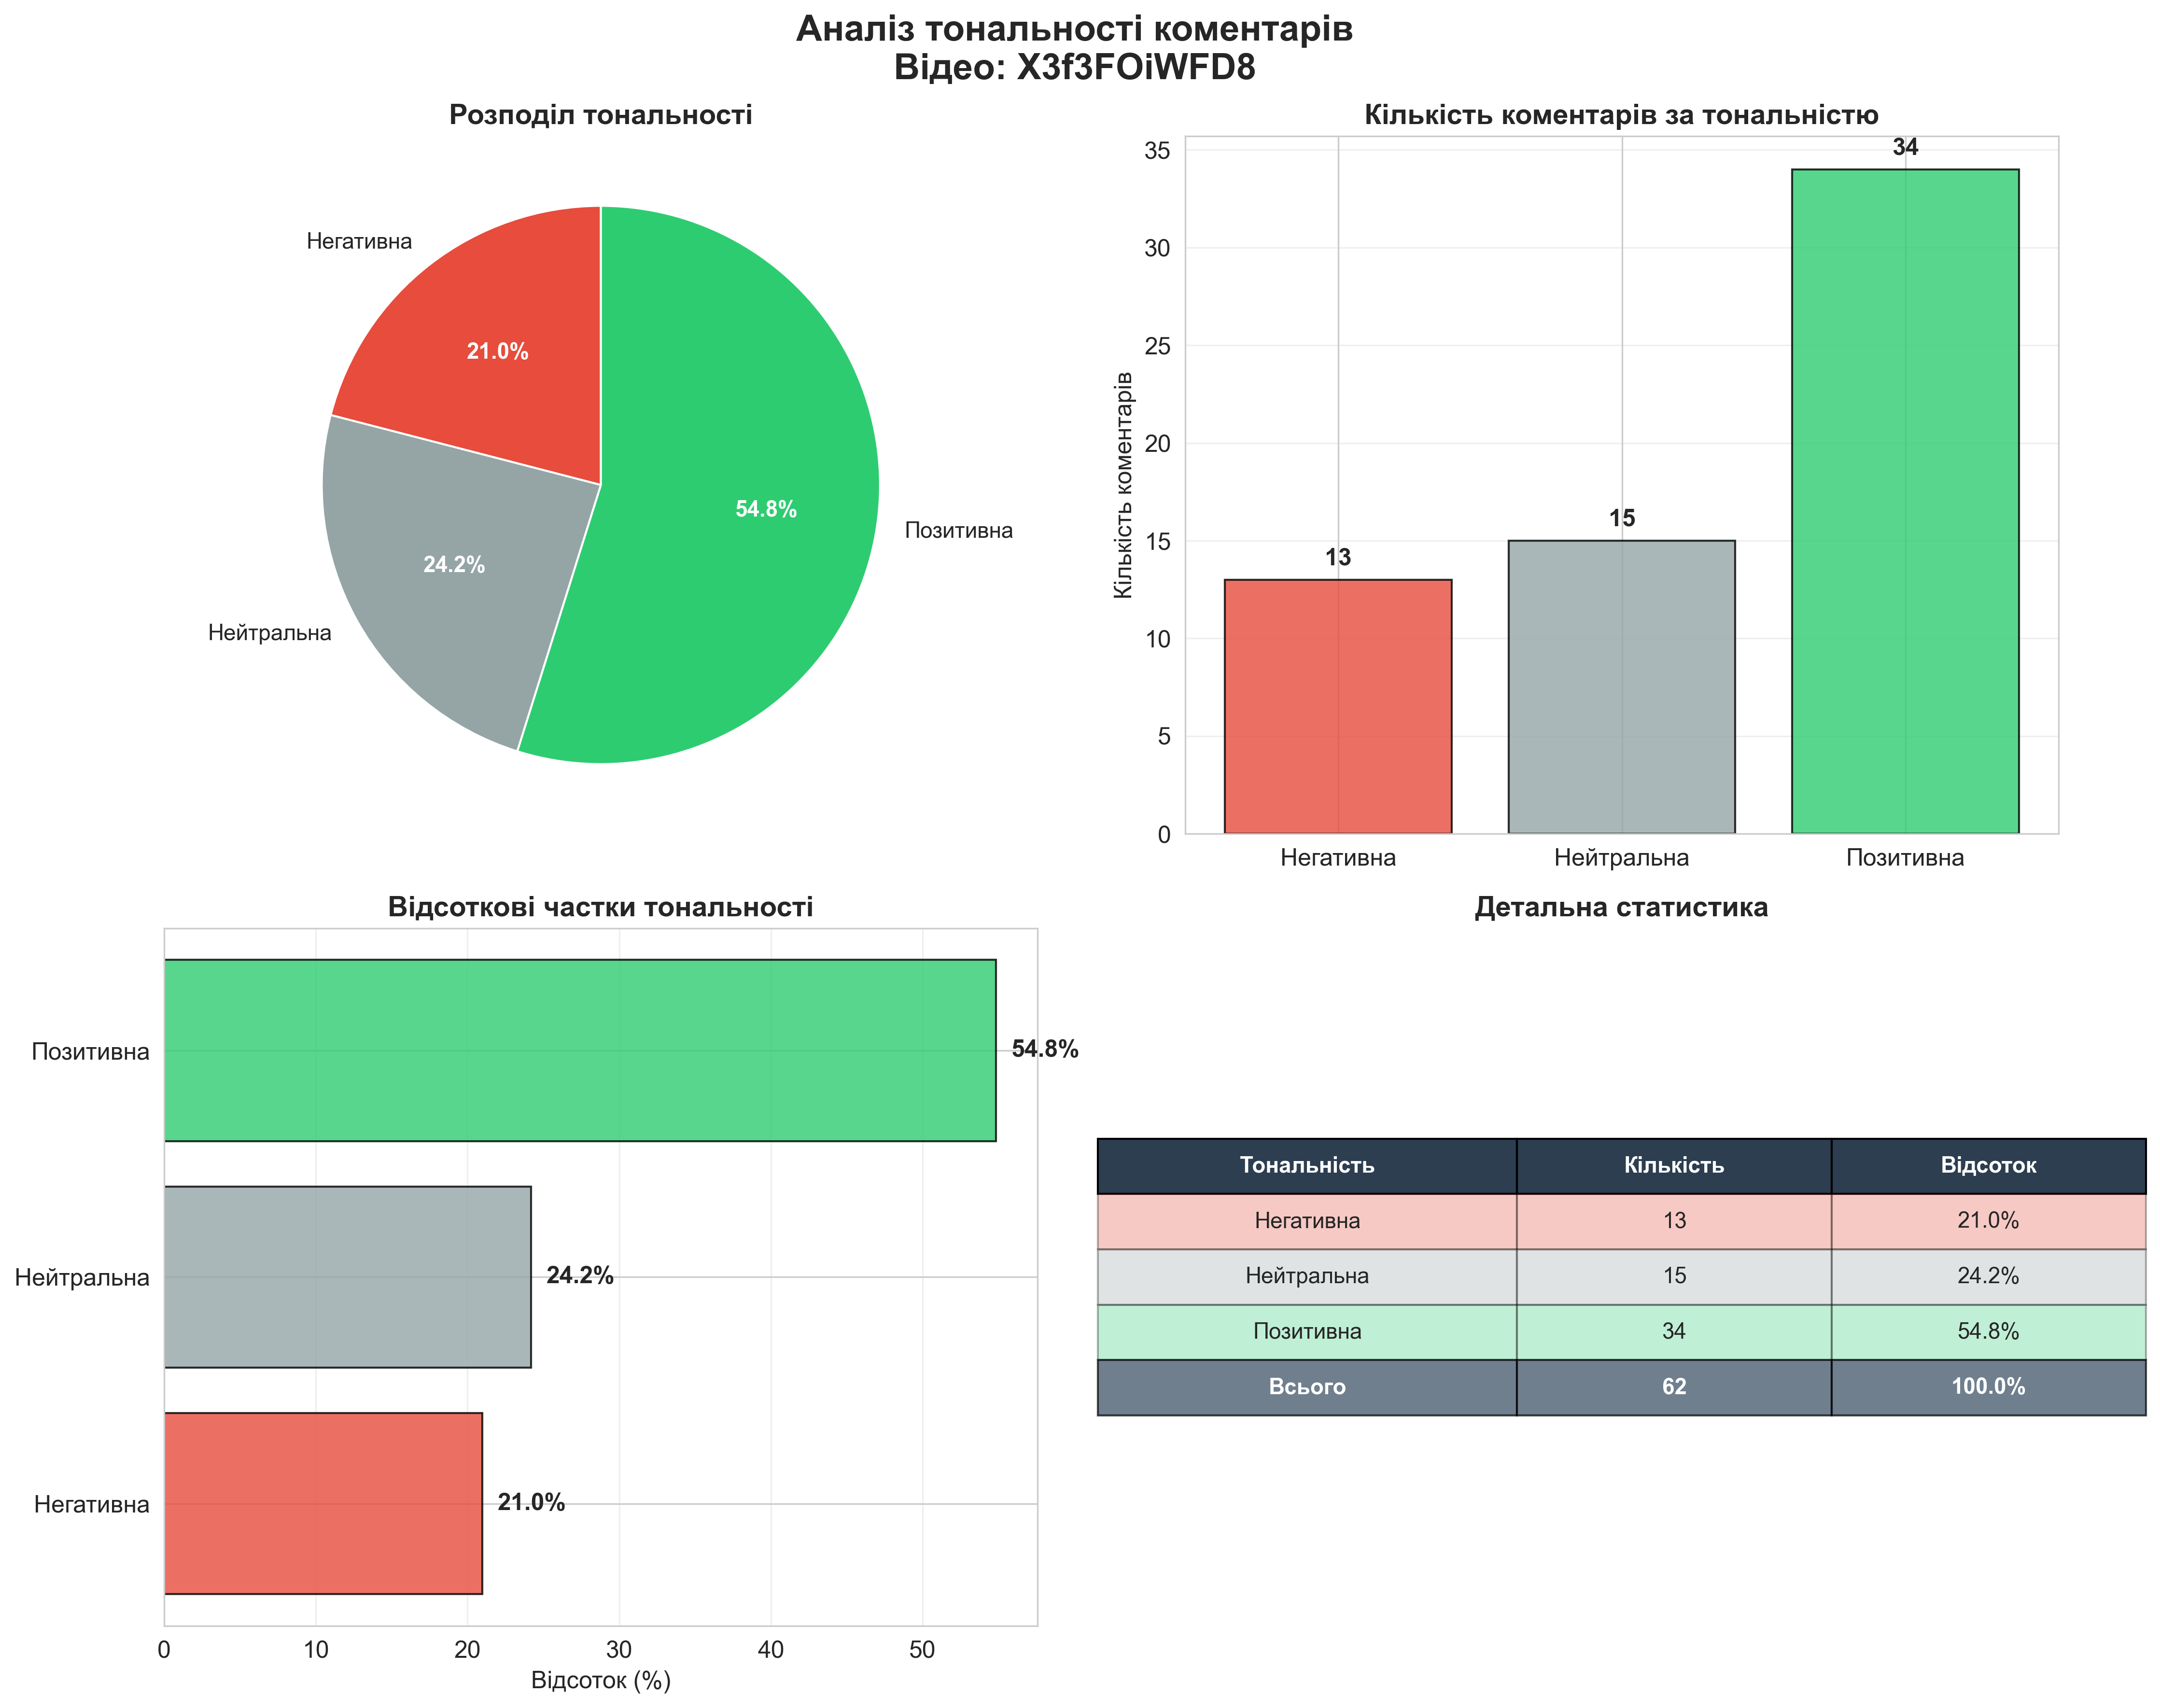 Аналіз тональності коментарів
Відео: X3f3FOiWFD8
Розподіл тональності
Негативна
21.0%
54.8%
Позитивна
24.2%
Нейтральна
Кількість коментарів за тональністю
Кількість коментарів
35
30
25
20
15
10
5
0
13
15
34
Негативна
Нейтральна
Позитивна
Відсоткові частки тональності
Позитивна
54.8%
Нейтральна
24.2%
Негативна
21.0%
0
10
20
30
40
50
Відсоток (%)
Детальна статистика
Тональність Кількість Відсоток
Негативна 13 21.0%
Нейтральна 15 24.2%
Позитивна 34 54.8%
Всього 62 100.0%